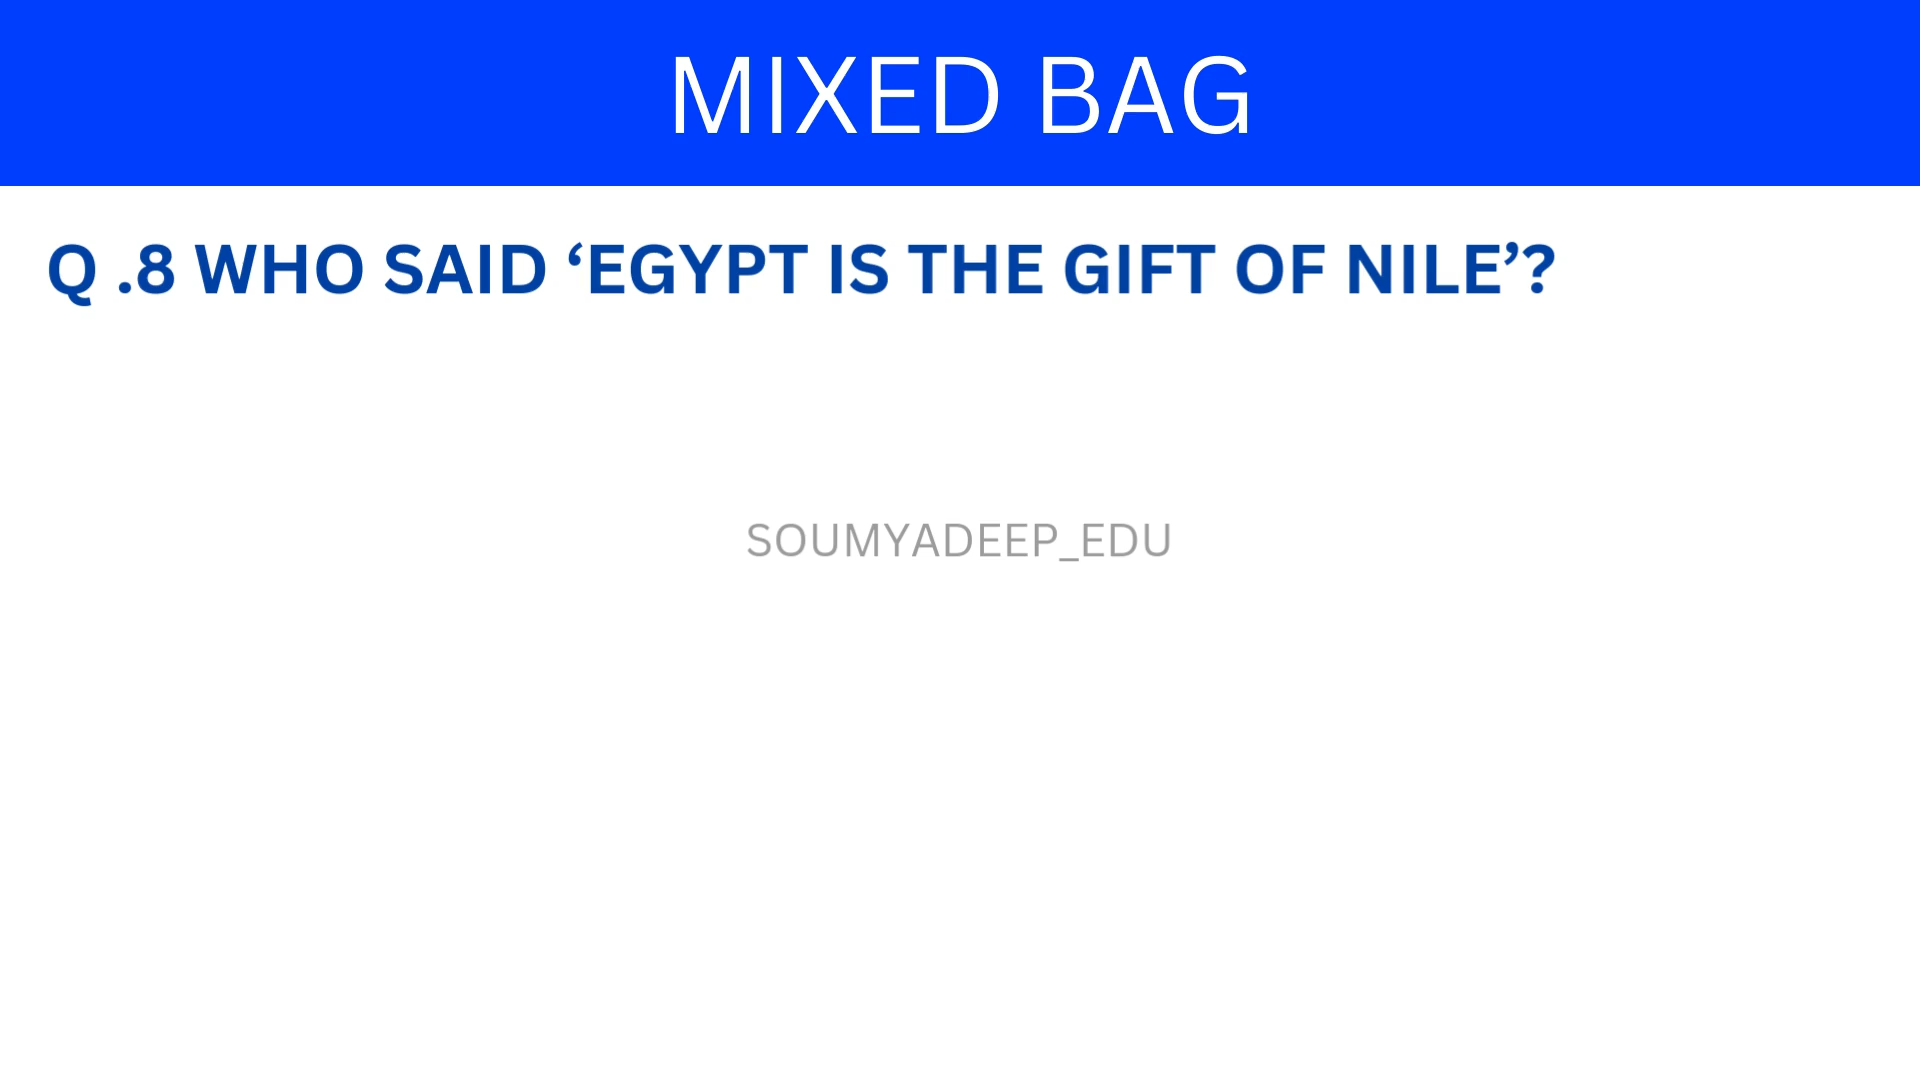 MIXED BAG
Q .8 WHO SAID ‘EGYPT IS THE GIFT OF NILE’?
SOUMYADEEP_EDU